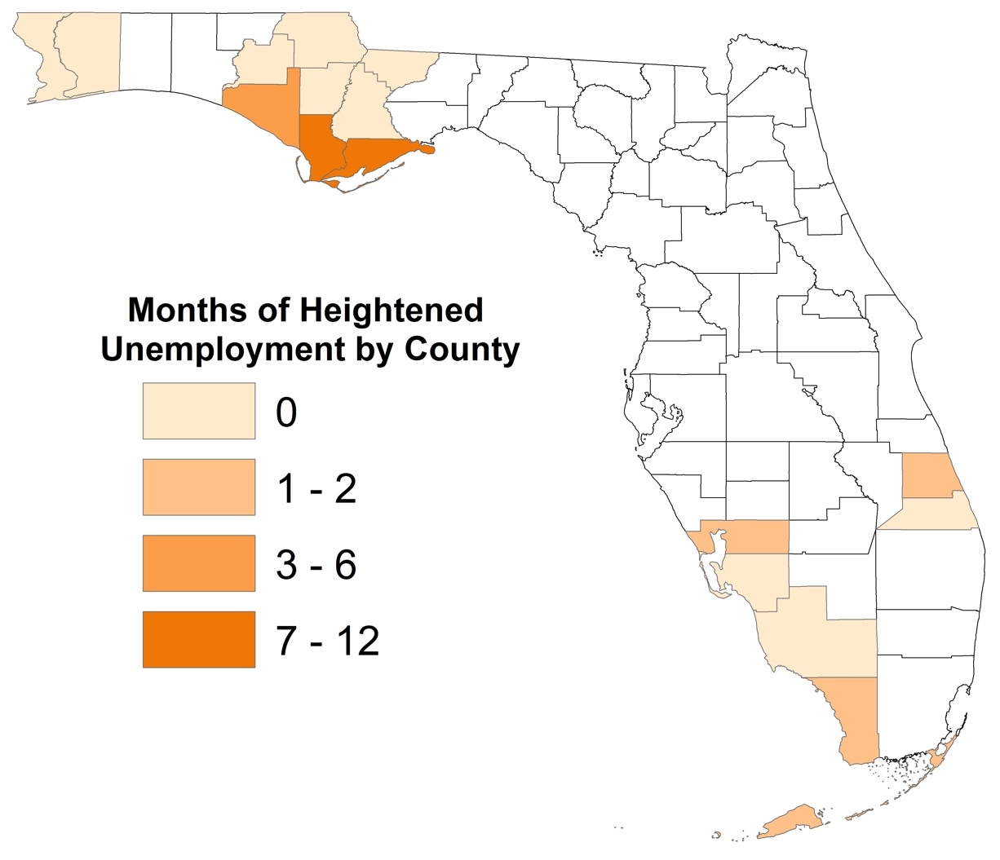 Months of Heightened
Unemployment by County
0
1 - 2
3 - 6
7 - 12